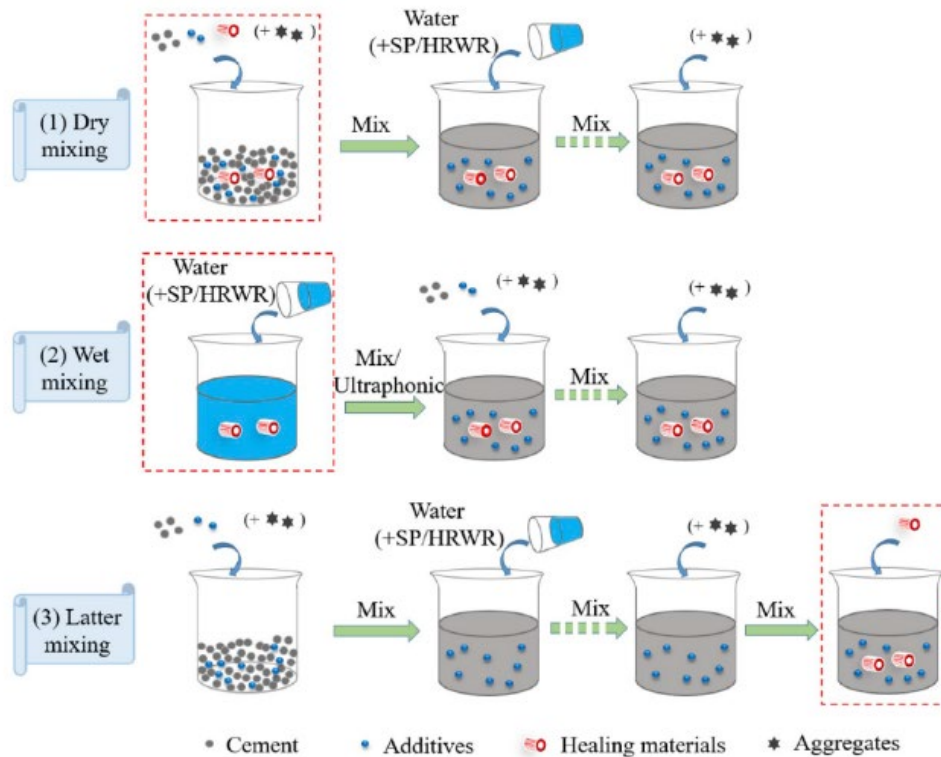 Water
(+ )
(+SP/HRWR)
(+ )
(1) Dry
mixing
Mix
Mix
Water
(+SP/HRWR)
(+ )
(+ )
(2) Wet
mixing
Mix/
Ultraphonic
Mix
(+ )
Water
(+SP/HRWR)
(+ )
(3) Latter
mixing
Mix
Mix
Mix
Cement
Additives
Healing materials
Aggregates